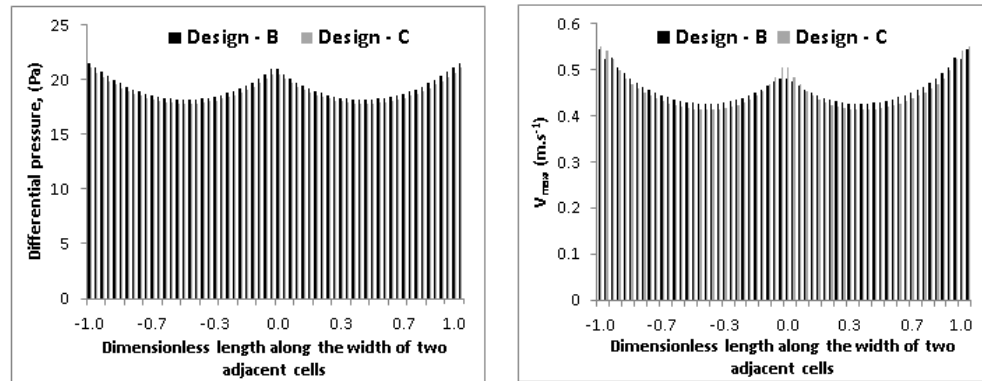 25
20
15
10
5
0
Differential pressure, (Pa)
Design - B Design - C
-1.0 -0.7 -0.3 0.0 0.3 0.7 1.0
Dimensionless length along the width of two
adjacent cells
0.6
0.5
0.4
0.3
0.2
0.1
0
Vmax (m.s-1)
Design - B Design - C
-1.0 -0.7 -0.3 0.0 0.3 0.7 1.0
Dimensionless length along the width of two
adjacent cells